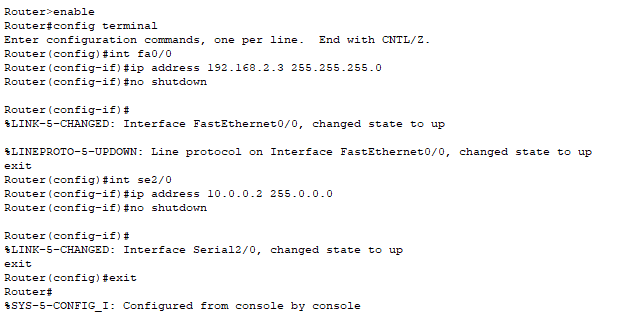 Router>enable
Router#config terminal
Enter configuration commands, one per line.  End with CNTL/Z.
Router(config)#int fa0/0
Router(config-if)#ip address 192.168.2.3 255.255.255.0
Router(config-if)#no shutdown
Router(config-if)#
%LINK-5-CHANGED: Interface FastEthernet0/0, changed state to up
%LINEPROTO-5-UPDOWN: Line protocol on Interface FastEthernet0/0, changed state to up
exit
Router(config)#int se2/0
Router(config-if)#ip address 10.0.0.2 255.0.0.0
Router(config-if)#no shutdown
Router(config-if)#
%LINK-5-CHANGED: Interface Serial2/0, changed state to up
exit
Router(config)#exit
Router#
%SYS-5-CONFIG_I: Configured from console by console